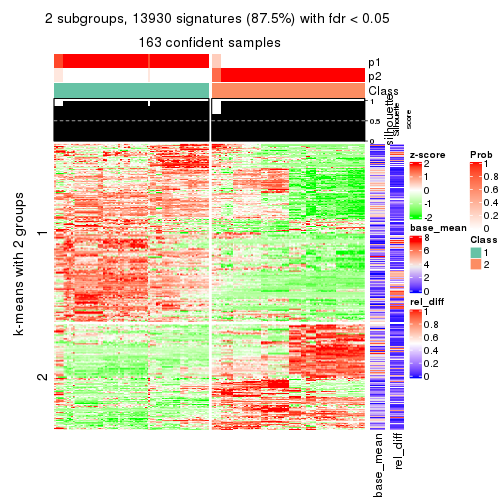 2 subgroups, 13930 signatures (87.5%) with fdr < 0.05
163 confident samples
p1
p2
Class
silhouette
Silhouette
score
1
0.5
0
k-means with 2 groups
1
2
base_mean
rel_diff
z-score
2
1
0
-1
-2
base_mean
8
6
4
2
0
rel_diff
1
0.8
0.6
0.4
0.2
0
Prob
1
0.8
0.6
0.4
0.2
0
Class
1
2